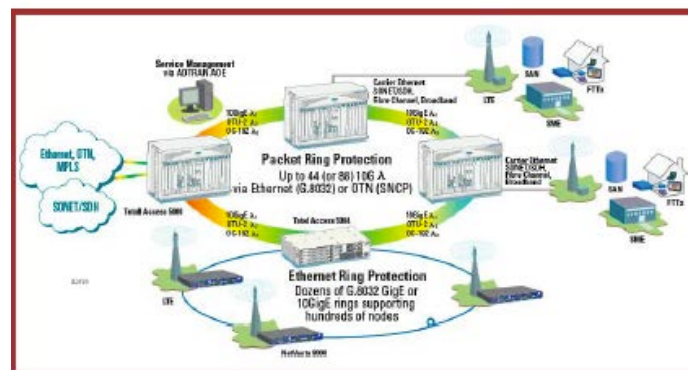 Service Management
via ADTRAN AOE
Carrier Ethernet
SONET/SDH,
Fibre Channel, Broadband
LTE
SAN
FTTx
SME
10GigE λs
OTU-2 λs
OC-192 λs
10GigE λs
OTU-2 λs
OC-192 λs
Ethernet, OTN,
MPLS
SONET/SDH
Packet Ring Protection
Up to 44 (or 88) 10G λ
via Ethernet (G.8032) or OTN (SNCP)
Carrier Ethernet
SONET/SDH,
Fibre Channel,
Broadband
LTE
SAN
FTTx
SME
Total Access 5000
10GigE λs
OTU-2 λs
OC-192 λs
Total Access 5004
10GigE λs
OTU-2 λs
OC-192 λs
Ethernet Ring Protection
Dozens of G.8032 GigE or
10GigE rings supporting
hundreds of nodes
LTE
NetVanta 8000